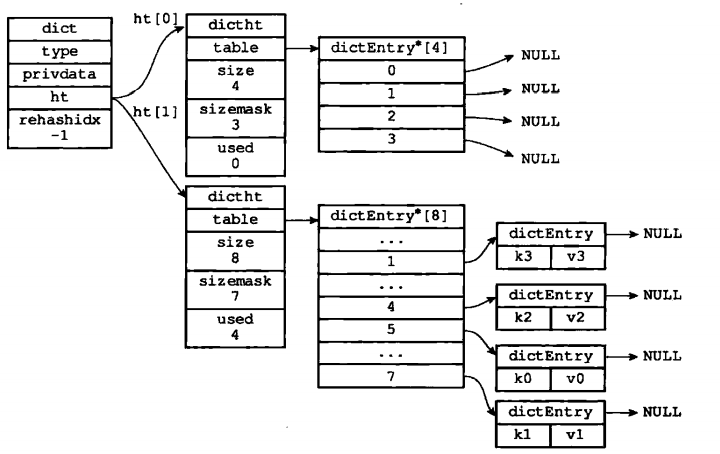 dict
type
privdata
ht
rehashidx
-1
ht[0]
ht[1]
dictht
table
size
4
sizemask
3
used
0
dictEntry*[4]
0
1
2
3
NULL
NULL
NULL
NULL
dictht
table
size
8
sizemask
7
used
4
dictEntry*[8]
...
1
...
4
5
...
7
dictEntry
k3 v3
NULL
dictEntry
k2 v2
NULL
dictEntry
k0 v0
NULL
dictEntry
k1 v1
NULL